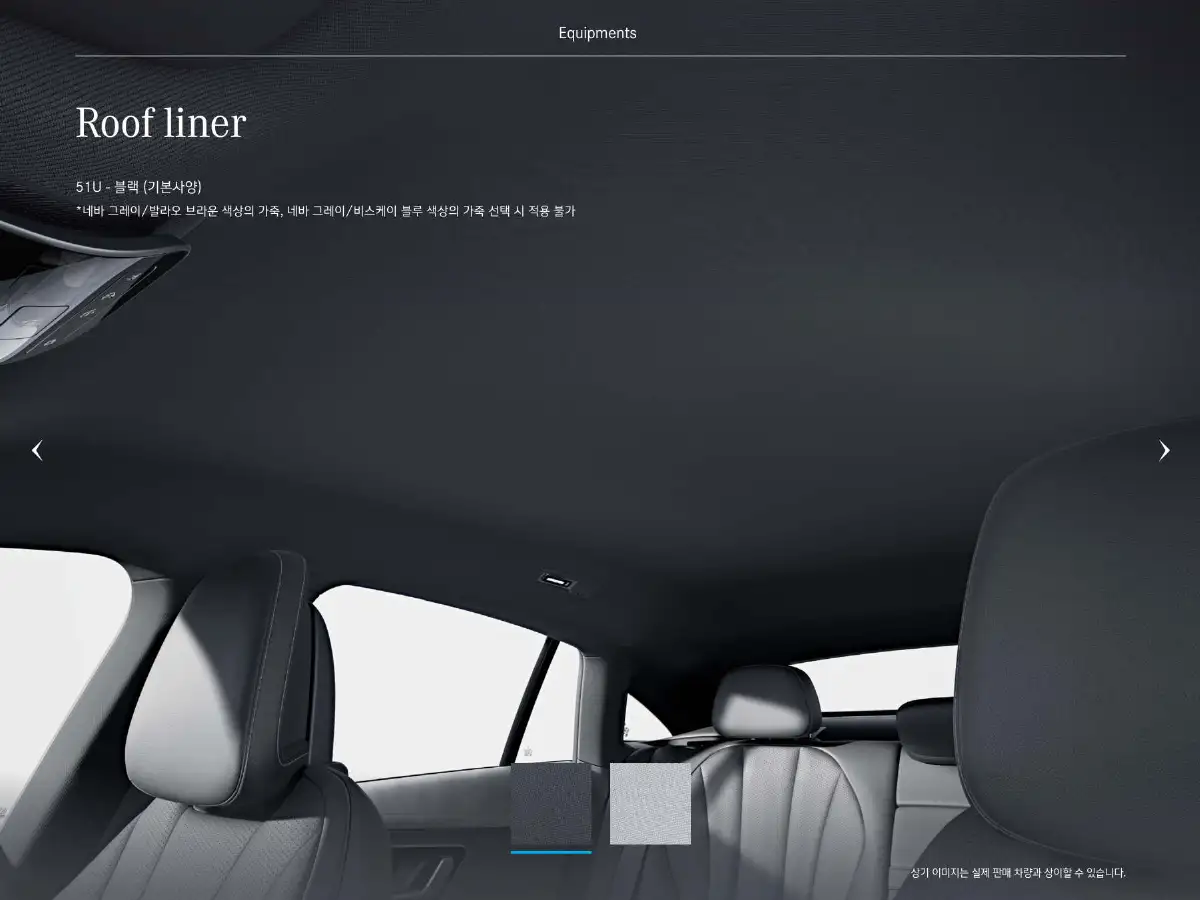 Equipments
Roof liner
51U - 블랙 (기본사양)
*네바 그레이/발라오 브라운 색상의 가죽, 네바 그레이/비스케이 블루 색상의 가죽 선택 시 적용 불가
상기 이미지는 실제 판매 차량과 상이할 수 있습니다.